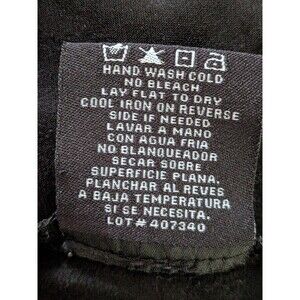 HAND WASH COLD
NO BLEACH
LAY FLAT TO DRY
COOL IRON ON REVERSE
SIDE IF NEEDED
LAVAR A MANO
CON AGUA FRIA
NO BLANQUEADOR
SECAR SOBRE
SUPERFICIE PLANA.
PLANCHAR AL REVES
A BAJA TEMPERATURA
SI SE NECESITA.
LOT# 407340